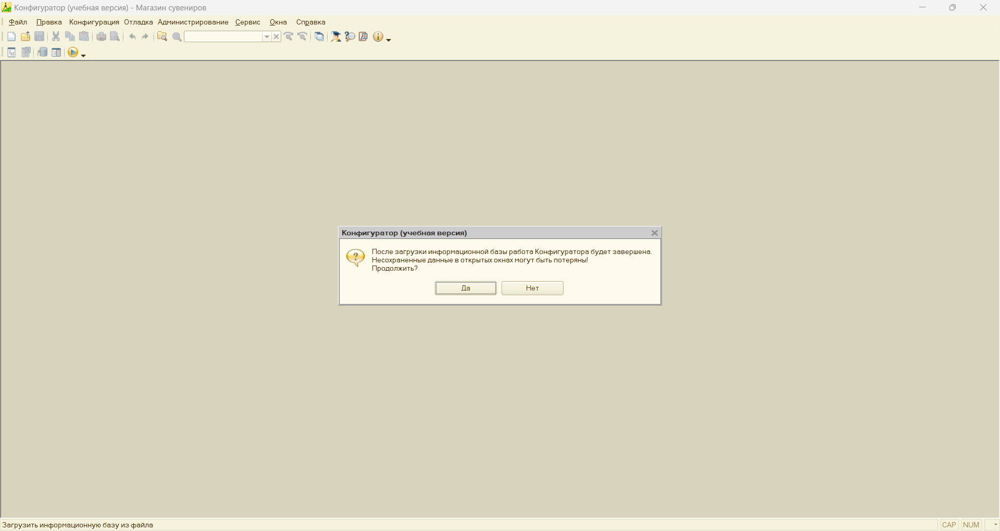 Конфигуратор (учебная версия) - Магазин сувениров
Файл Правка Конфигурация Отладка Администрирование Сервис Окна Справка
Конфигуратор (учебная версия)
После загрузки информационной базы работа Конфигуратора будет завершена.
Несохраненные данные в открытых окнах могут быть потеряны!
Продолжить?
Да Нет
Загрузить информационную базу из файла CAP NUM